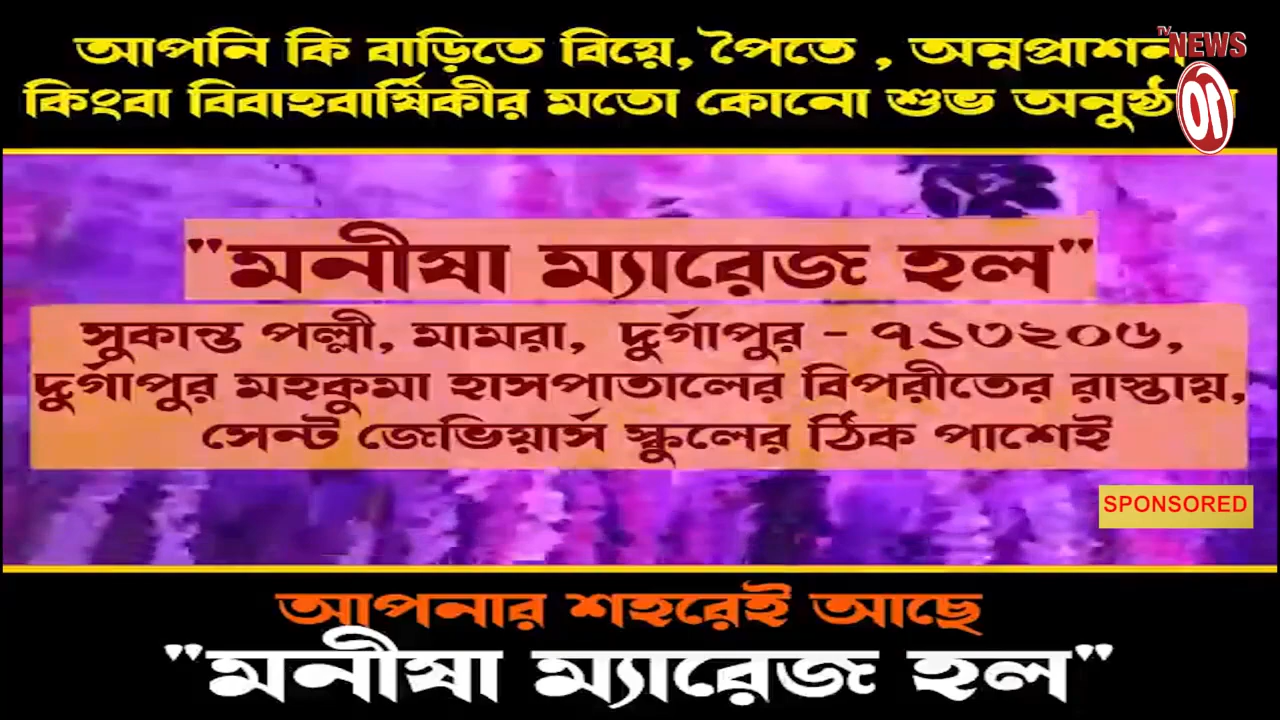 আপনি কি বাড়িতে বিয়ে, পৈতে , অন্নপ্রাশন
কিংবা বিবাহবার্ষিকীর মতো কোনো শুভ
TV NEWS
"মনীষা ম্যারেজ হল"
সুকান্ত পল্লী, মামরা, দুর্গাপুর - ৭১৩২০৬,
দুর্গাপুর মহকুমা হাসপাতালের বিপরীতের রাস্তায়,
সেন্ট জেভিয়ার্স স্কুলের ঠিক পাশেই
SPONSORED
আপনার শহরেই আছে
"মনীষা ম্যারেজ হল"